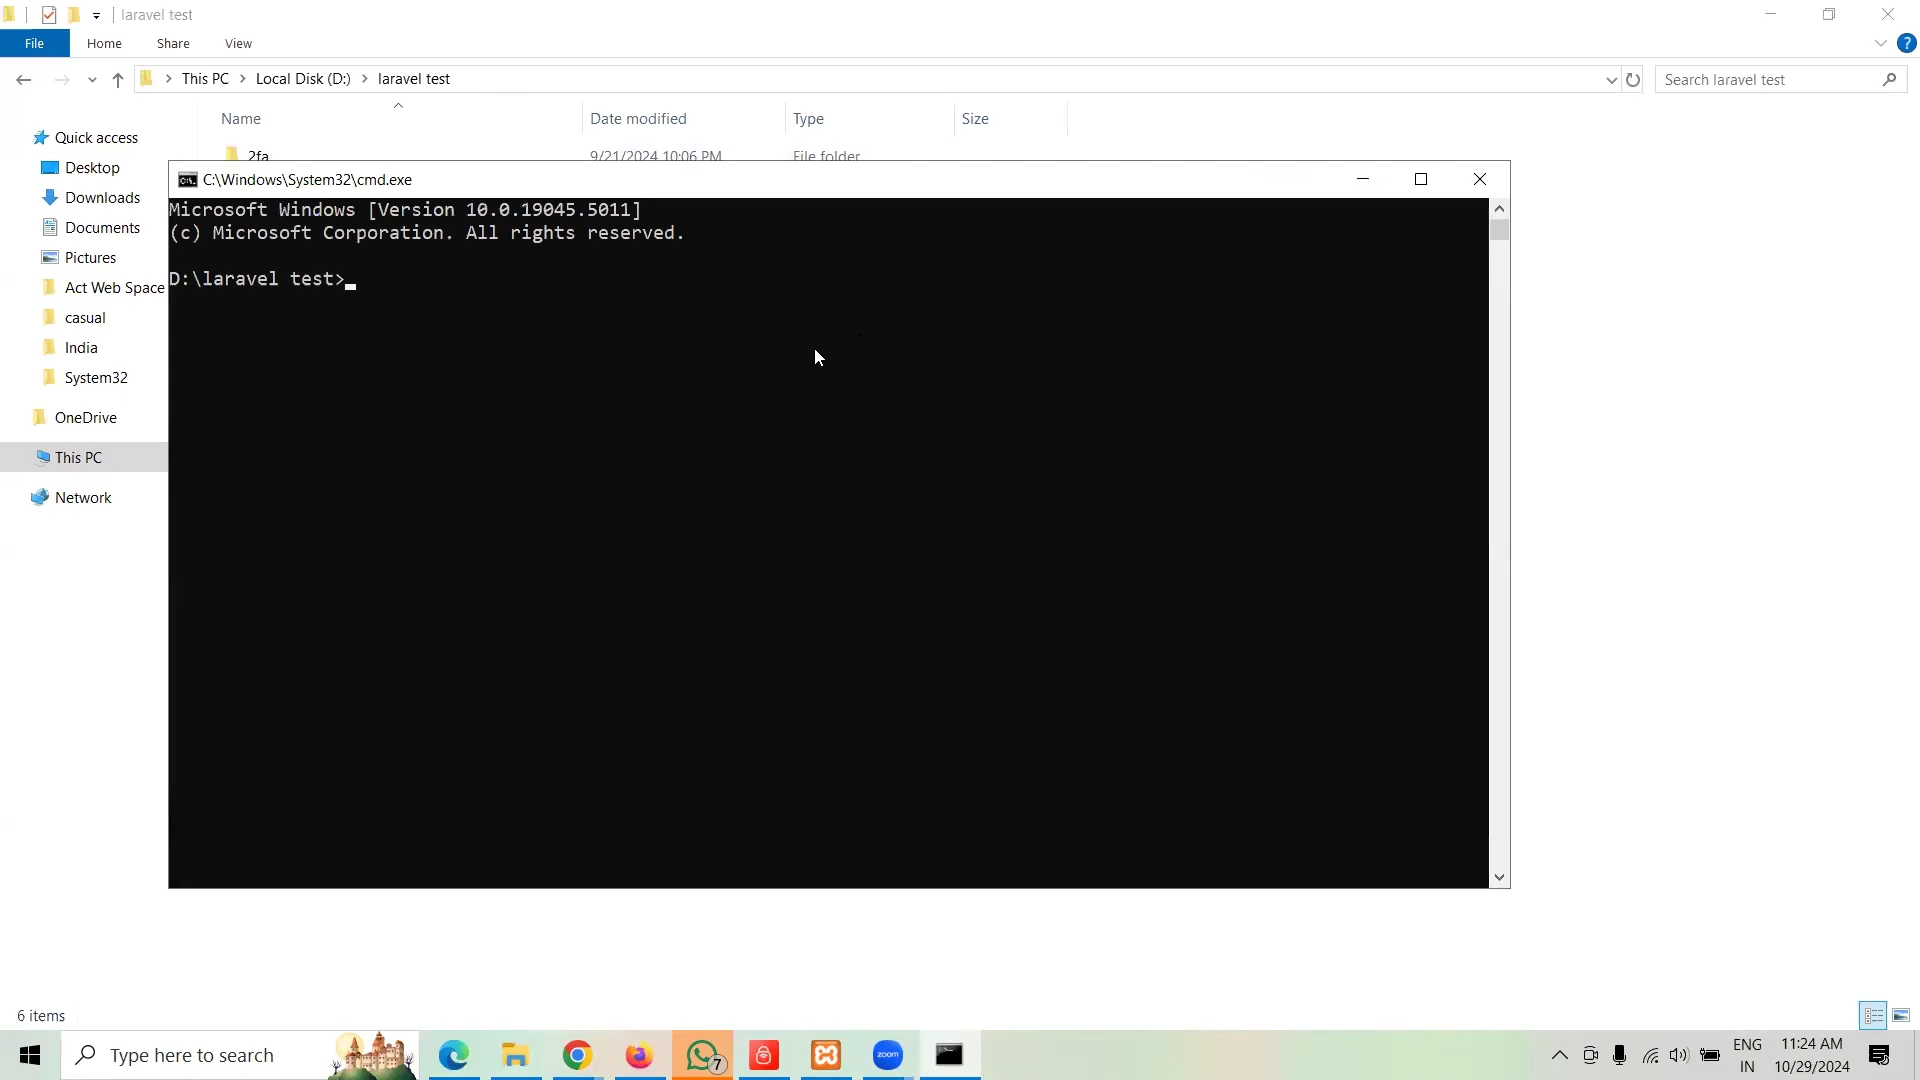 laravel test
File Home Share View
This PC Local Disk (D:) laravel test
Search laravel test
Name Date modified Type Size
2fa 9/21/2024 10:06 PM File folder
Quick access
Desktop
Downloads
Documents
Pictures
Act Web Space
casual
India
System32
OneDrive
This PC
Network
C:\Windows\System32\cmd.exe
Microsoft Windows [Version 10.0.19045.5011]
(c) Microsoft Corporation. All rights reserved.
D:\laravel test>
6 items
Type here to search
7
zoom
ENG
IN
11:24 AM
10/29/2024